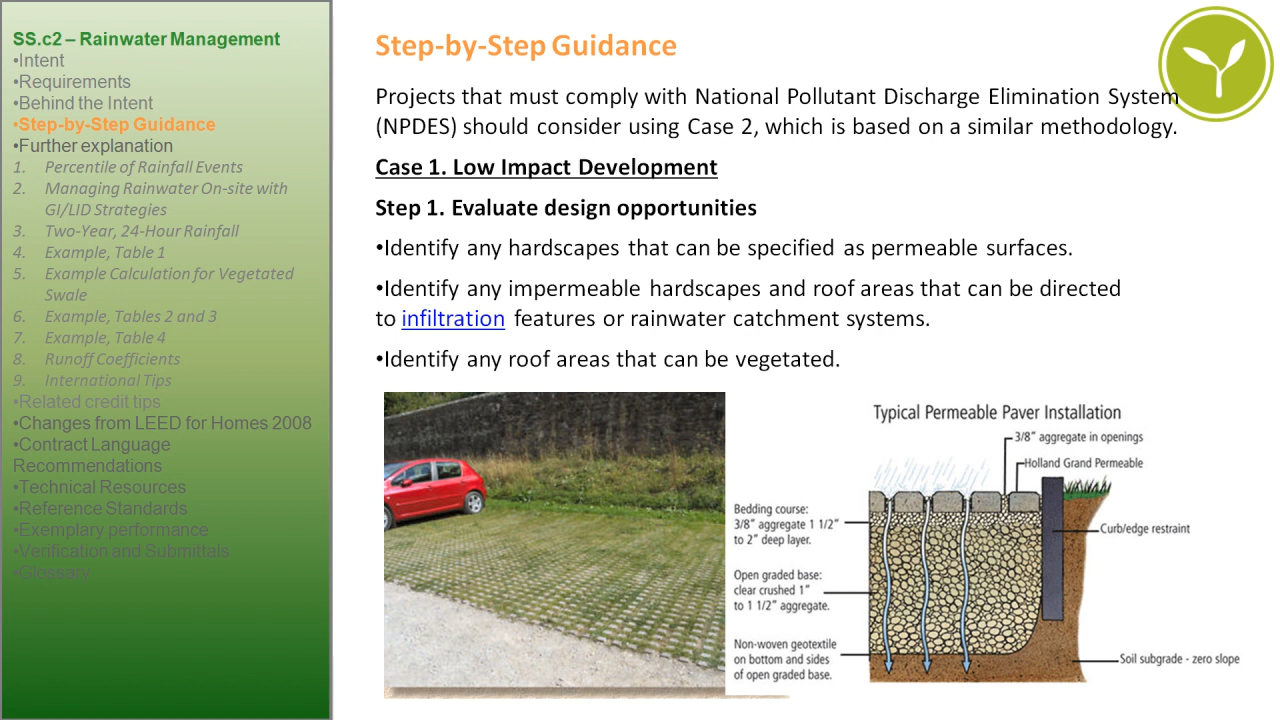 SS.c2 – Rainwater Management
•Intent
•Requirements
•Behind the Intent
•Step-by-Step Guidance
•Further explanation
1. Percentile of Rainfall Events
2. Managing Rainwater On-site with
GI/LID Strategies
3. Two-Year, 24-Hour Rainfall
4. Example, Table 1
5. Example Calculation for Vegetated
Swale
6. Example, Tables 2 and 3
7. Example, Table 4
8. Runoff Coefficients
9. International Tips
•Related credit tips
•Changes from LEED for Homes 2008
•Contract Language
Recommendations
•Technical Resources
•Reference Standards
•Exemplary performance
•Verification and Submittals
•Glossary
Step-by-Step Guidance
Projects that must comply with National Pollutant Discharge Elimination System
(NPDES) should consider using Case 2, which is based on a similar methodology.
Case 1. Low Impact Development
Step 1. Evaluate design opportunities
•Identify any hardscapes that can be specified as permeable surfaces.
•Identify any impermeable hardscapes and roof areas that can be directed
to infiltration features or rainwater catchment systems.
•Identify any roof areas that can be vegetated.
Typical Permeable Paver Installation
3/8" aggregate in openings
Holland Grand Permeable
Bedding course:
3/8" aggregate 1 1/2"
to 2" deep layer.
Curb/edge restraint
Open graded base:
clear crushed 1"
to 1 1/2" aggregate.
Non-woven geotextile
on bottom and sides
of open graded base.
Soil subgrade - zero slope